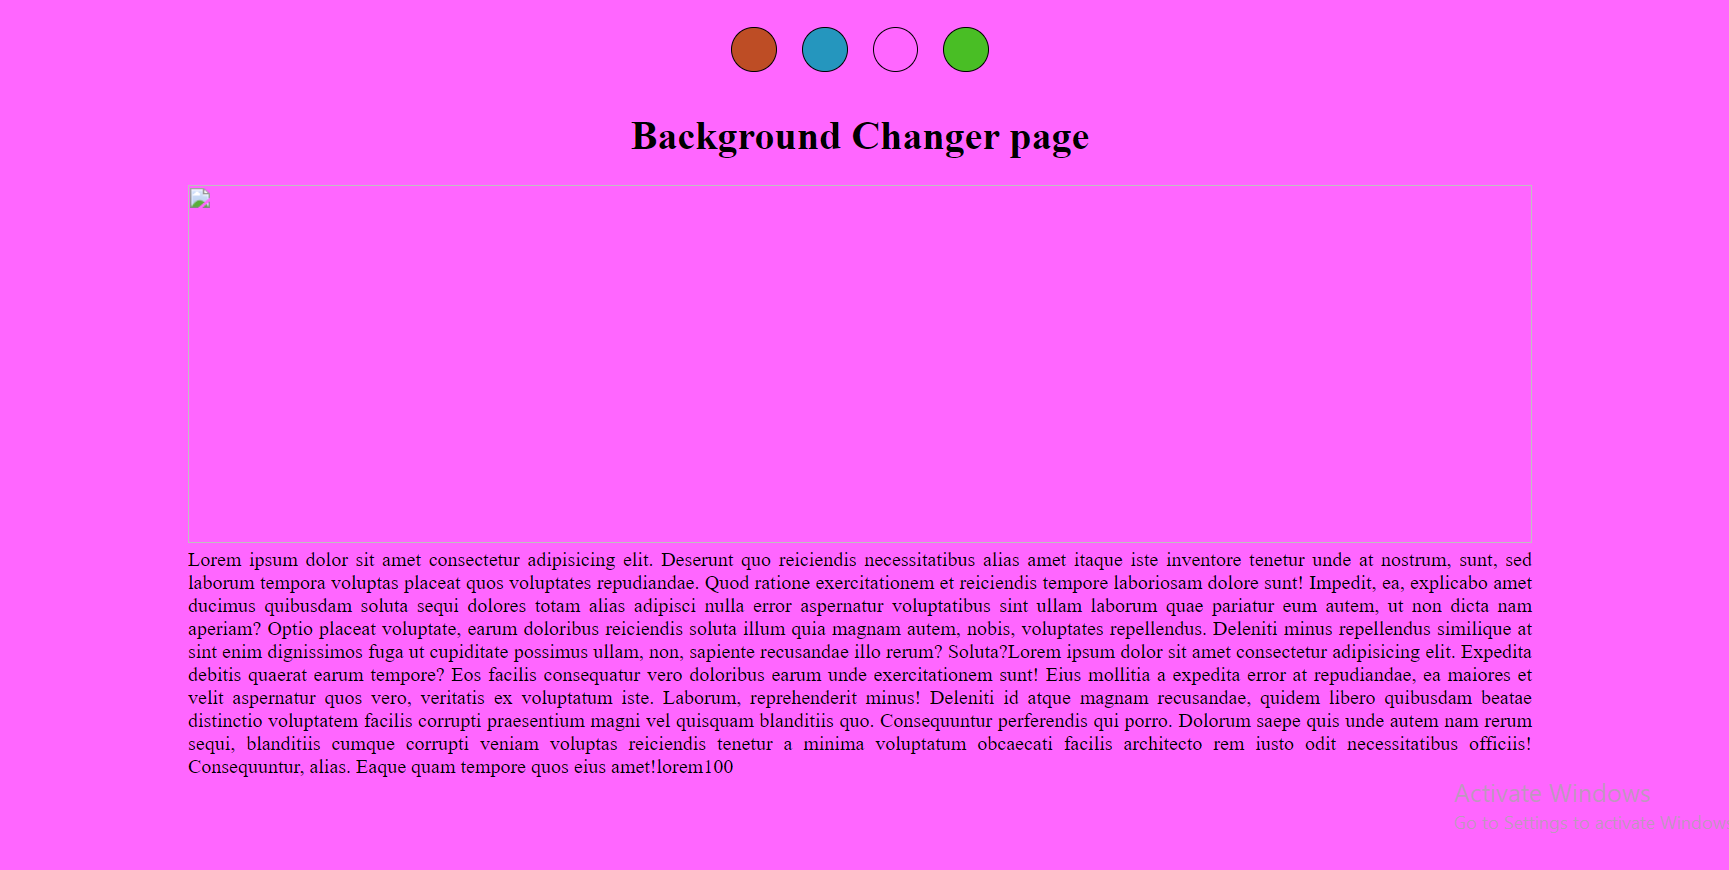 Background Changer page
Lorem ipsum dolor sit amet consectetur adipisicing elit. Deserunt quo reiciendis necessitatibus alias amet itaque iste inventore tenetur unde at nostrum, sunt, sed
laborum tempora voluptas placeat quos voluptates repudiandae. Quod ratione exercitationem et reiciendis tempore laboriosam dolore sunt! Impedit, ea, explicabo amet
ducimus quibusdam soluta sequi dolores totam alias adipisci nulla error aspernatur voluptatibus sint ullam laborum quae pariatur eum autem, ut non dicta nam
aperiam? Optio placeat voluptate, earum doloribus reiciendis soluta illum quia magnam autem, nobis, voluptates repellendus. Deleniti minus repellendus similique at
sint enim dignissimos fuga ut cupiditate possimus ullam, non, sapiente recusandae illo rerum? Soluta?Lorem ipsum dolor sit amet consectetur adipisicing elit. Expedita
debitis quaerat earum tempore? Eos facilis consequatur vero doloribus earum unde exercitationem sunt! Eius mollitia a expedita error at repudiandae, ea maiores et
velit aspernatur quos vero, veritatis ex voluptatum iste. Laborum, reprehenderit minus! Deleniti id atque magnam recusandae, quidem libero quibusdam beatae
distinctio voluptatem facilis corrupti praesentium magni vel quisquam blanditiis quo. Consequuntur perferendis qui porro. Dolorum saepe quis unde autem nam rerum
sequi, blanditiis cumque corrupti veniam voluptas reiciendis tenetur a minima voluptatum obcaecati facilis architecto rem iusto odit necessitatibus officiis!
Consequuntur, alias. Eaque quam tempore quos eius amet!lorem100
Activate Windows
Go to Settings to activate Window